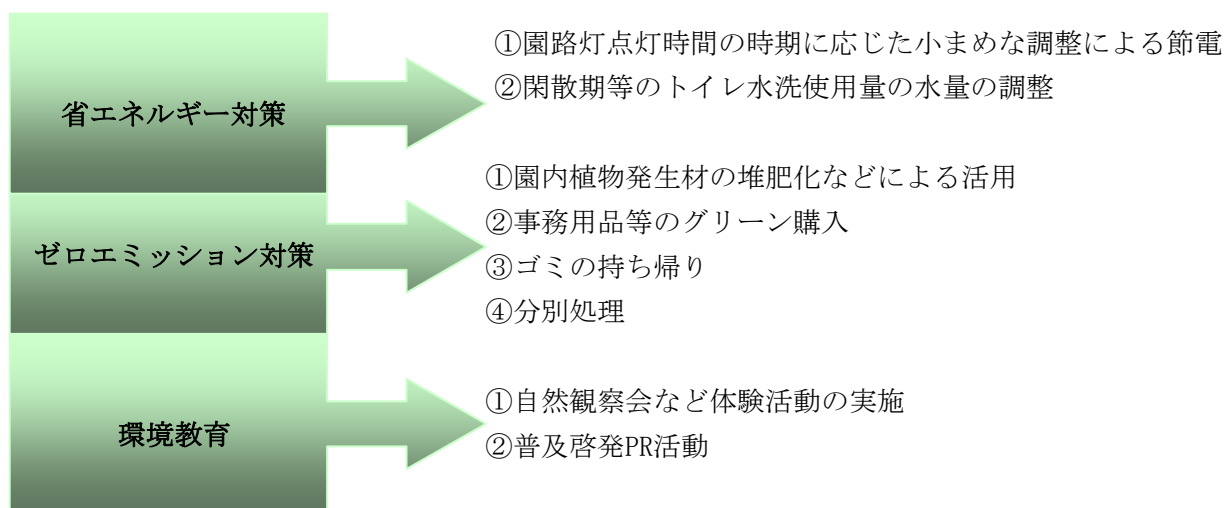 省エネルギー対策
①園路灯点灯時間の時期に応じた小まめな調整による節電
②閑散期等のトイレ水洗使用量の水量の調整
ゼロエミッション対策
①園内植物発生材の堆肥化などによる活用
②事務用品等のグリーン購入
③ゴミの持ち帰り
④分別処理
環境教育
①自然観察会など体験活動の実施
②普及啓発PR活動